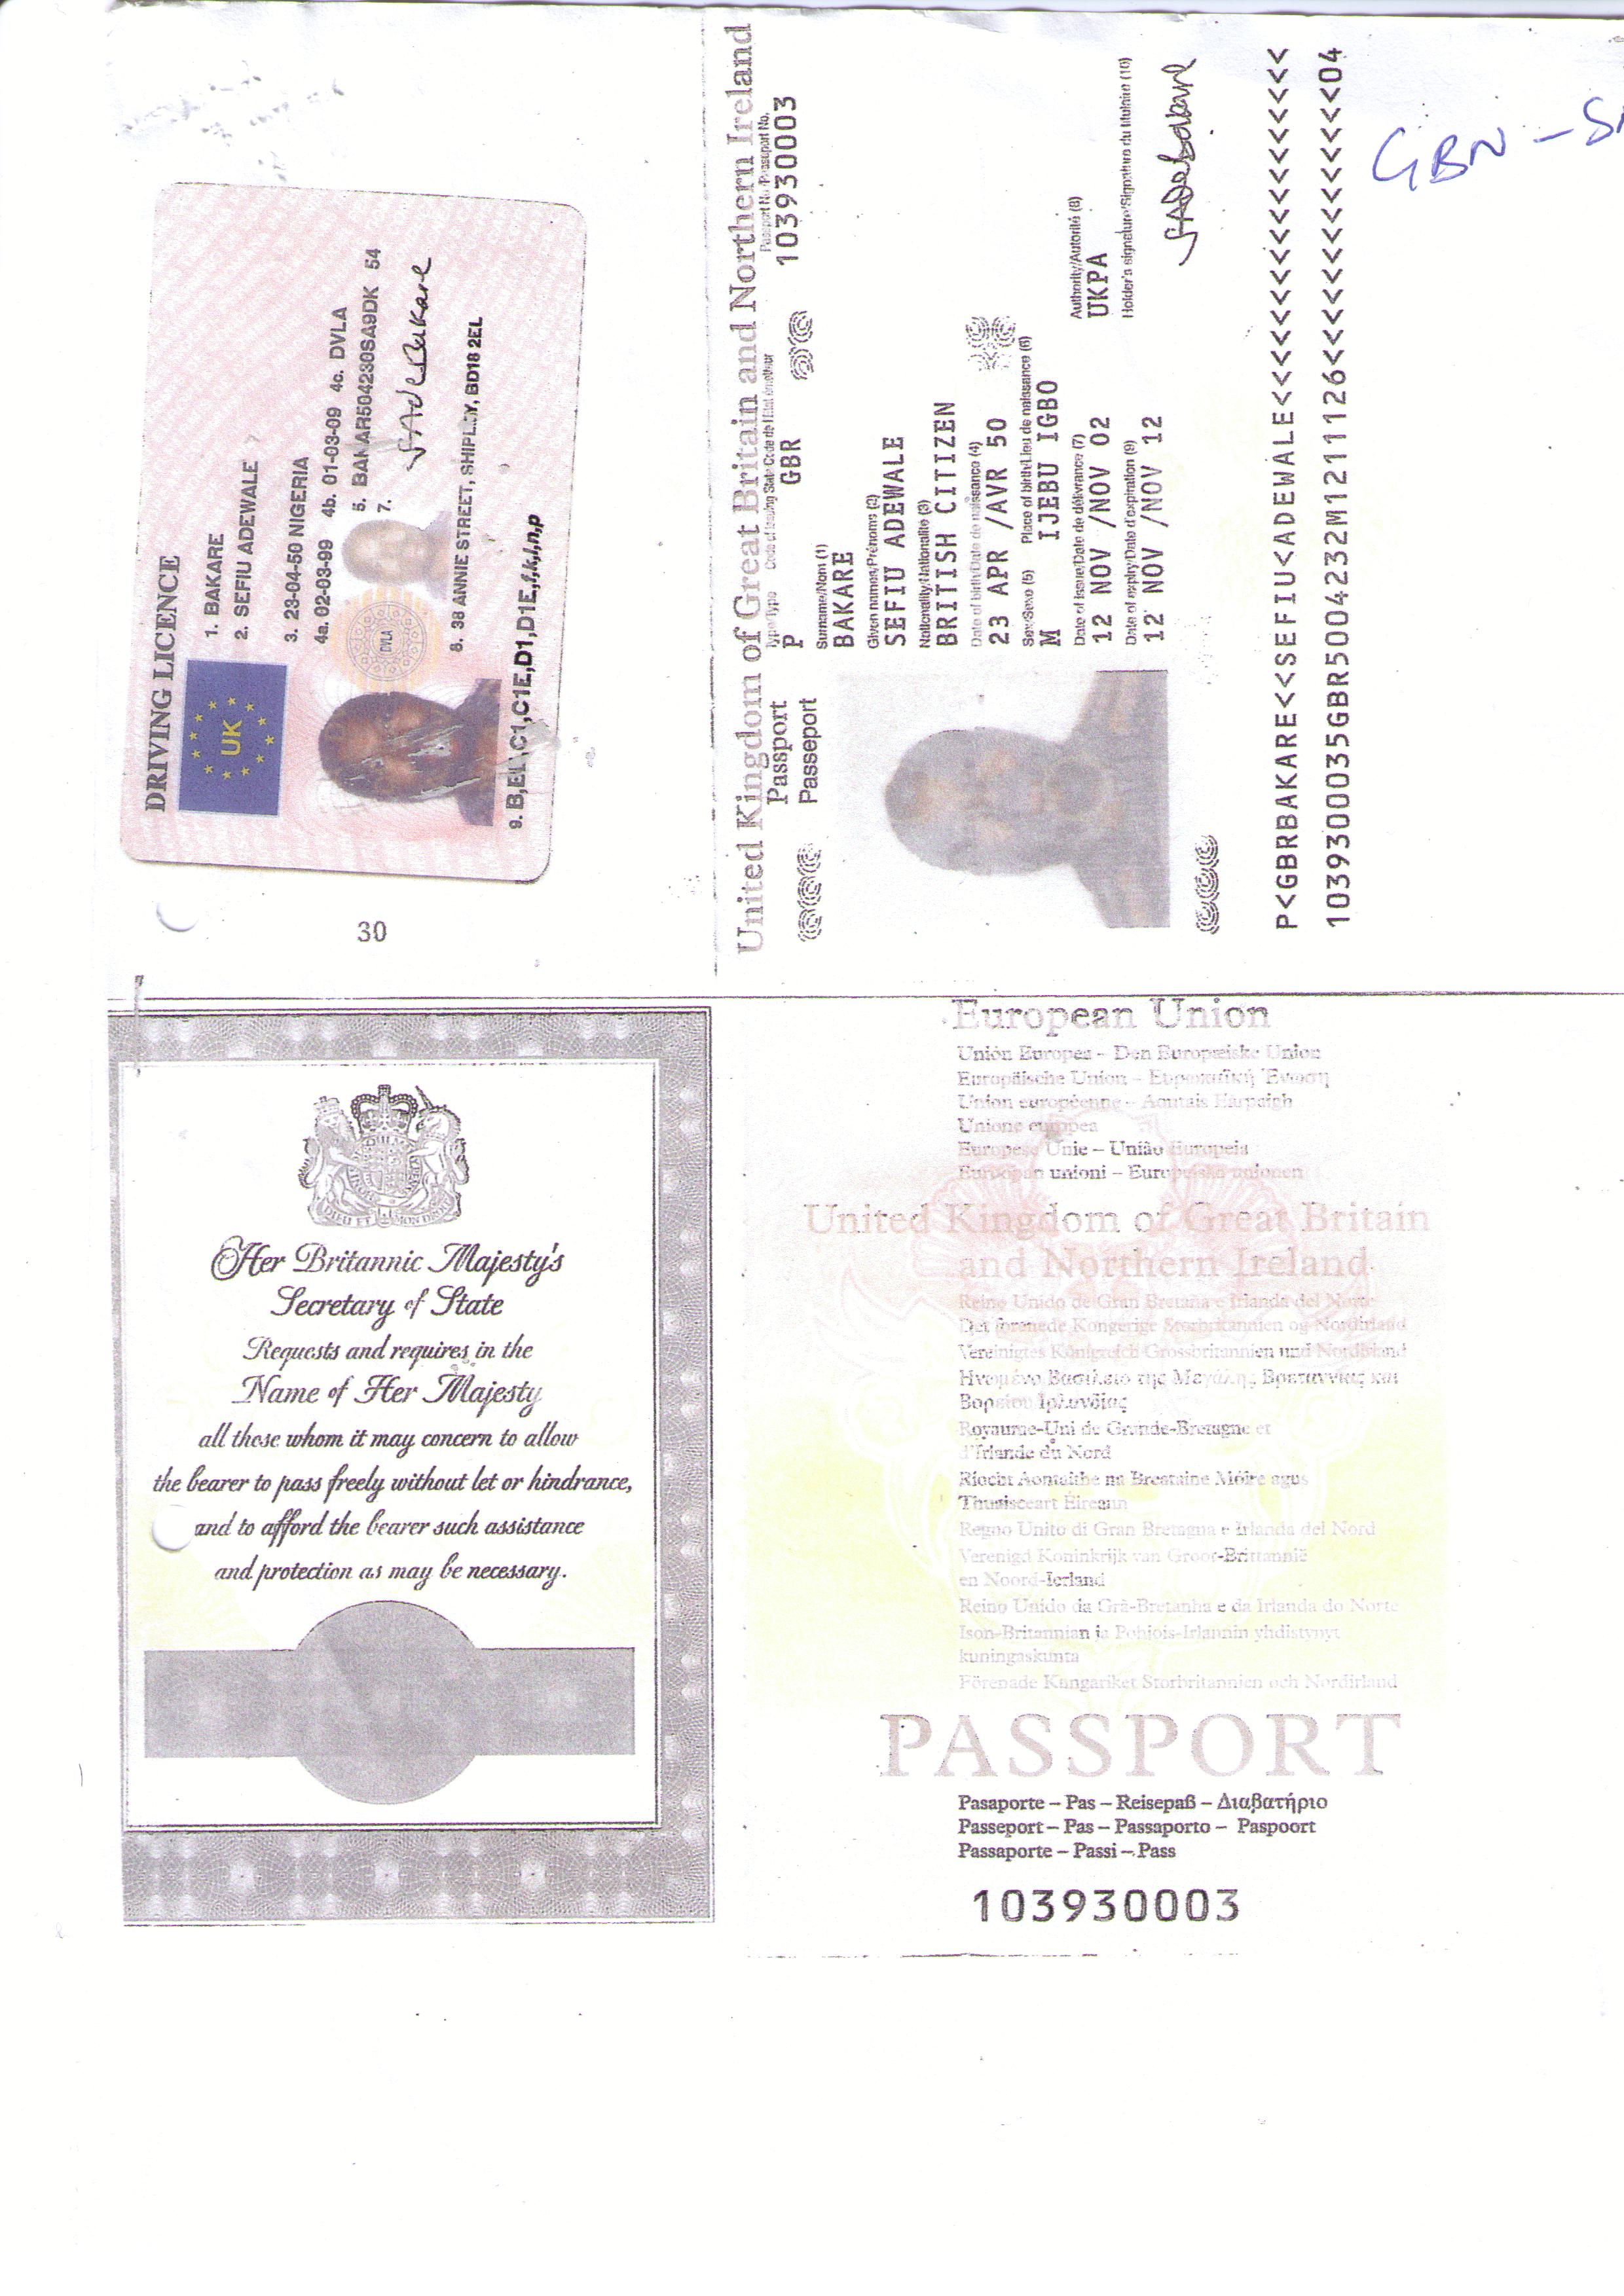 DRIVING LICENCE
UK
1. BAKARE
2. SEFIU ADEWALE
3. 23-04-50 NIGERIA
4a. 02-03-99 4b. 01-03-09 4c. DVLA
5. BAKAR504230SA9DK 54
7. SAdeBakare
DVLA
8. 38 ANNIE STREET, SHIPLEY, BD18 2EL
9. B,BE,C1,C1E,D1,D1E,f,k,l,n,p
30
United Kingdom of Great Britain and Northern Ireland
Passport
Passeport
Type/Type Code of Issuing State/Code de l'Etat émetteur Passport No./Passeport No.
P GBR 103930003
Surname/Nom (1)
BAKARE
Given names/Prénoms (2)
SEFIU ADEWALE
Nationality/Nationalité (3)
BRITISH CITIZEN
Date of birth/Date de naissance (4)
23 APR /AVR 50
Sex/Sexe (5) Place of birth/Lieu de naissance (6)
M IJEBU IGBO
Date of issue/Date de délivrance (7) Authority/Autorité (8)
12 NOV /NOV 02 UKPA
Date of expiry/Date d'expiration (9) Holder's signature/Signature du titulaire (10)
12 NOV /NOV 12
SAdeBakare
P<GBRBAKARE<<SEFIU<ADEWALE<<<<<<<<<<<<<<<<<<
1039300035GBR5004232M1211126<<<<<<<<<<<<<<04
GBN -
DIEU ET MON DROIT
Her Britannic Majesty's
Secretary of State
Requests and requires in the
Name of Her Majesty
all those whom it may concern to allow
the bearer to pass freely without let or hindrance,
and to afford the bearer such assistance
and protection as may be necessary.
European Union
Unión Europea – Den Europæiske Union
Europäische Union – Ευρωπαϊκή Ένωση
Union européenne – Aontais Eorpaigh
Unione europea
Europese Unie – União Europeia
Euroopan unioni – Europeiska unionen
United Kingdom of Great Britain
and Northern Ireland
Reino Unido de Gran Bretaña e Irlanda del Norte
Det forenede Kongerige Storbritannien og Nordirland
Vereinigtes Königreich Grossbritannien und Nordirland
Ηνωμένο Βασίλειο της Μεγάλης Βρετανvίας και
Βορείου Ιρλανδίας
Royaume-Uni de Grande-Bretagne et
d'Irlande du Nord
Ríocht Aontaithe na Breataine Móire agus
Thuaisceart Éireann
Regno Unito di Gran Bretagna e Irlanda del Nord
Verenigd Koninkrijk van Groot-Brittannië
en Noord-Ierland
Reino Unido da Grã-Bretanha e da Irlanda do Norte
Ison-Britannian ja Pohjois-Irlannin yhdistynyt
kuningaskunta
Förenade Kungariket Storbritannien och Nordirland
PASSPORT
Pasaporte – Pas – Reisepaß – Διαβατήριο
Passeport – Pas – Passaporto – Paspoort
Passaporte – Passi – Pass
103930003